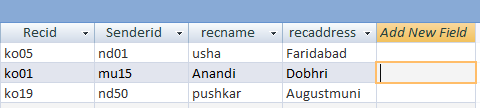 Recid Senderid recname recaddress Add New Field
ko05 nd01 usha Faridabad
ko01 mu15 Anandi Dobhri
ko19 nd50 pushkar Augustmuni